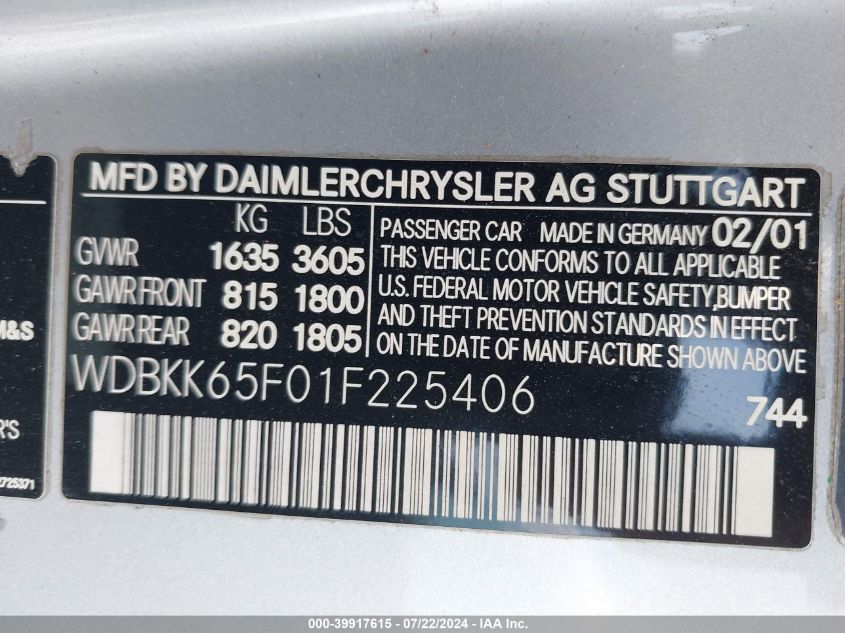 MFD BY DAIMLERCHRYSLER AG STUTTGART
KG LBS
GVWR 1635 3605
GAWR FRONT 815 1800
GAWR REAR 820 1805
PASSENGER CAR MADE IN GERMANY 02/01
THIS VEHICLE CONFORMS TO ALL APPLICABLE
U.S. FEDERAL MOTOR VEHICLE SAFETY,BUMPER
AND THEFT PREVENTION STANDARDS IN EFFECT
ON THE DATE OF MANUFACTURE SHOWN ABOVE
WDBKK65F01F225406
744
M&S
R'S
2725371
000-39917615 - 07/22/2024 - IAA Inc.